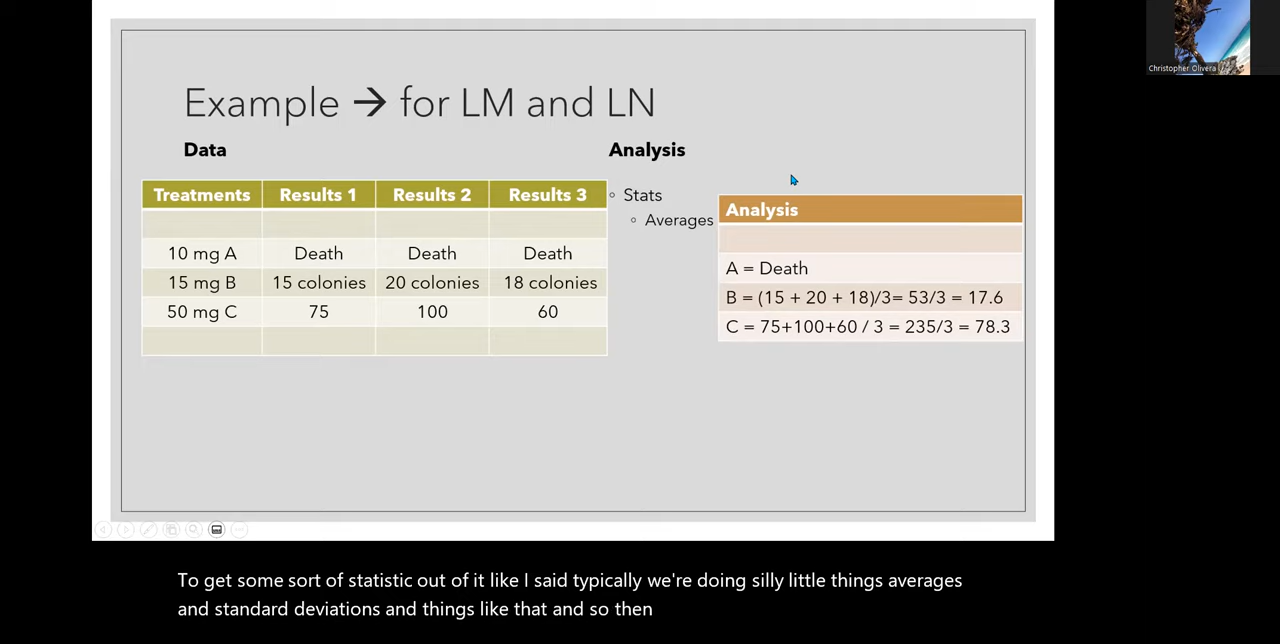 Christopher Olivera
Example → for LM and LN
Data
Treatments Results 1 Results 2 Results 3
10 mg A Death Death Death
15 mg B 15 colonies 20 colonies 18 colonies
50 mg C 75 100 60
Analysis
Stats
Averages
Analysis
A = Death
B = (15 + 20 + 18)/3= 53/3 = 17.6
C = 75+100+60 / 3 = 235/3 = 78.3
To get some sort of statistic out of it like I said typically we're doing silly little things averages
and standard deviations and things like that and so then